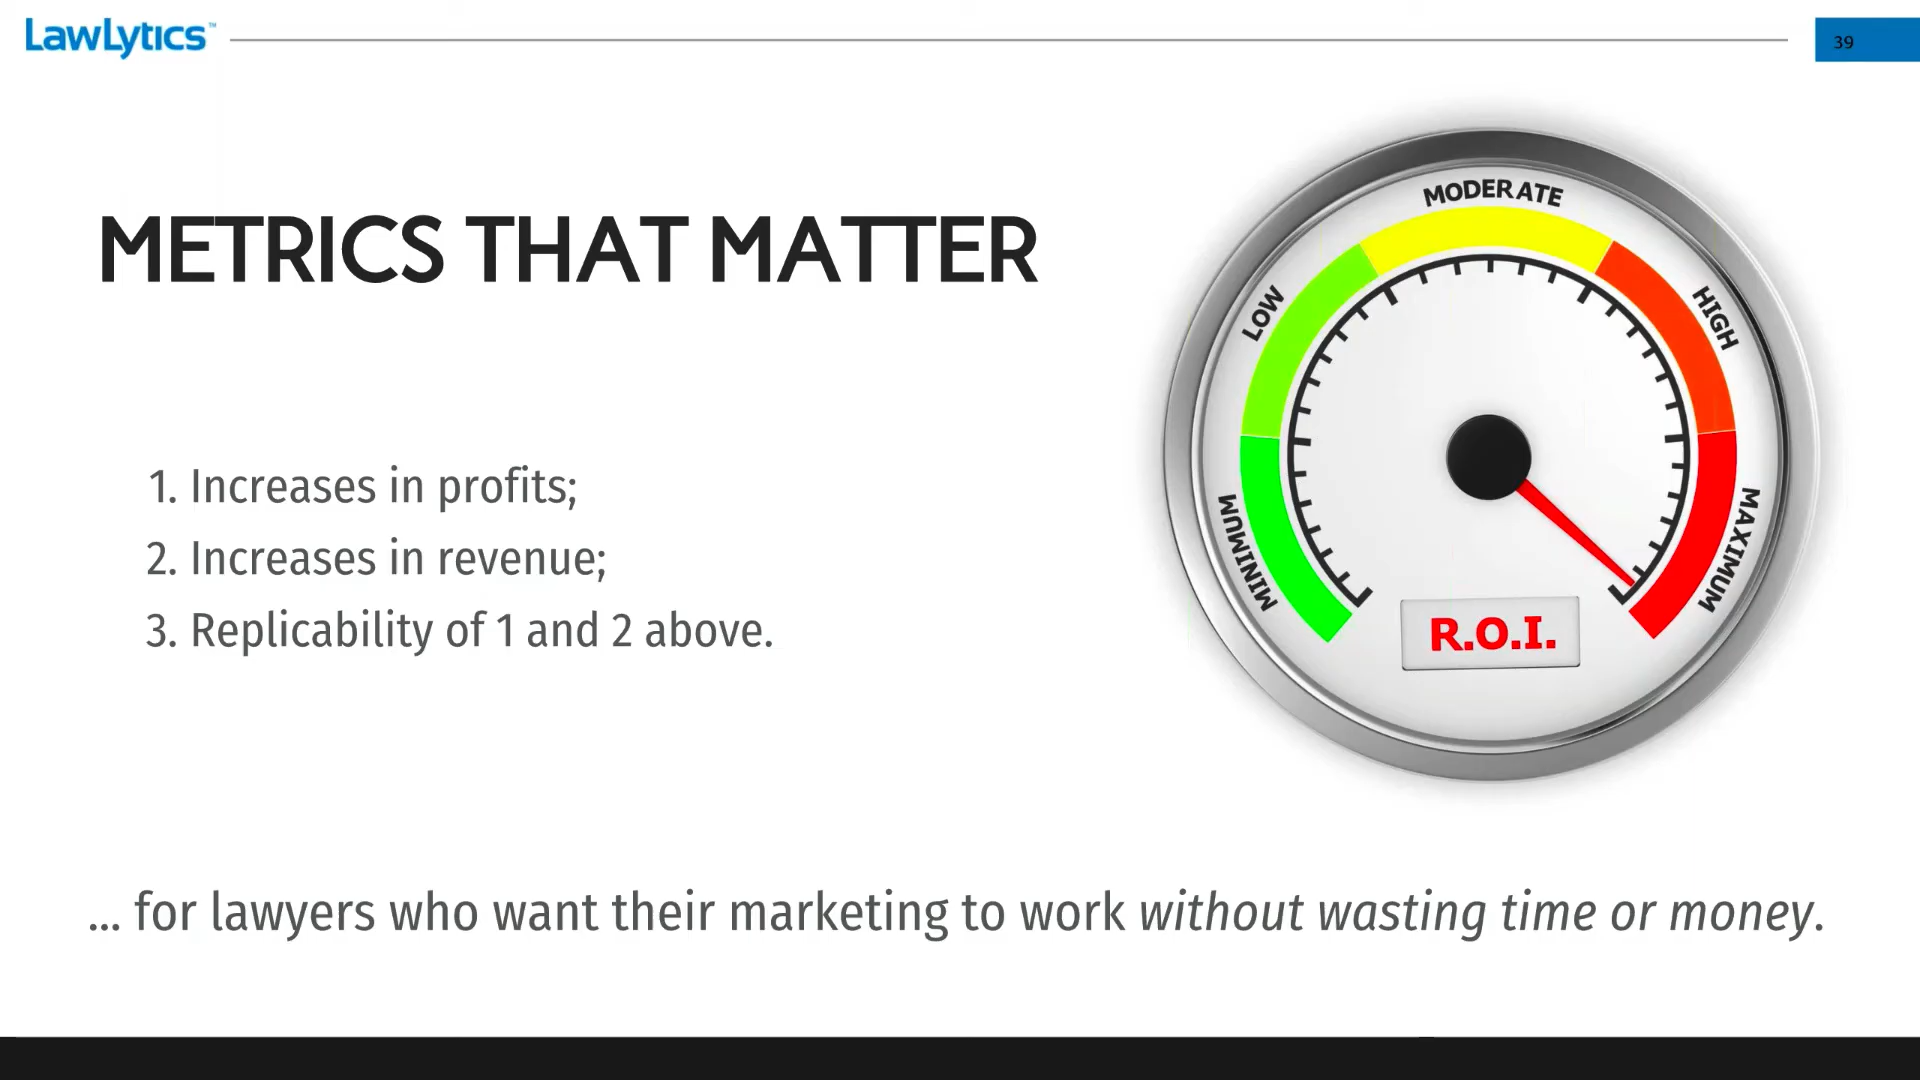 LawLytics™
39
METRICS THAT MATTER
1. Increases in profits;
2. Increases in revenue;
3. Replicability of 1 and 2 above.
MINIMUM
LOW
MODERATE
HIGH
MAXIMUM
R.O.I.
... for lawyers who want their marketing to work without wasting time or money.